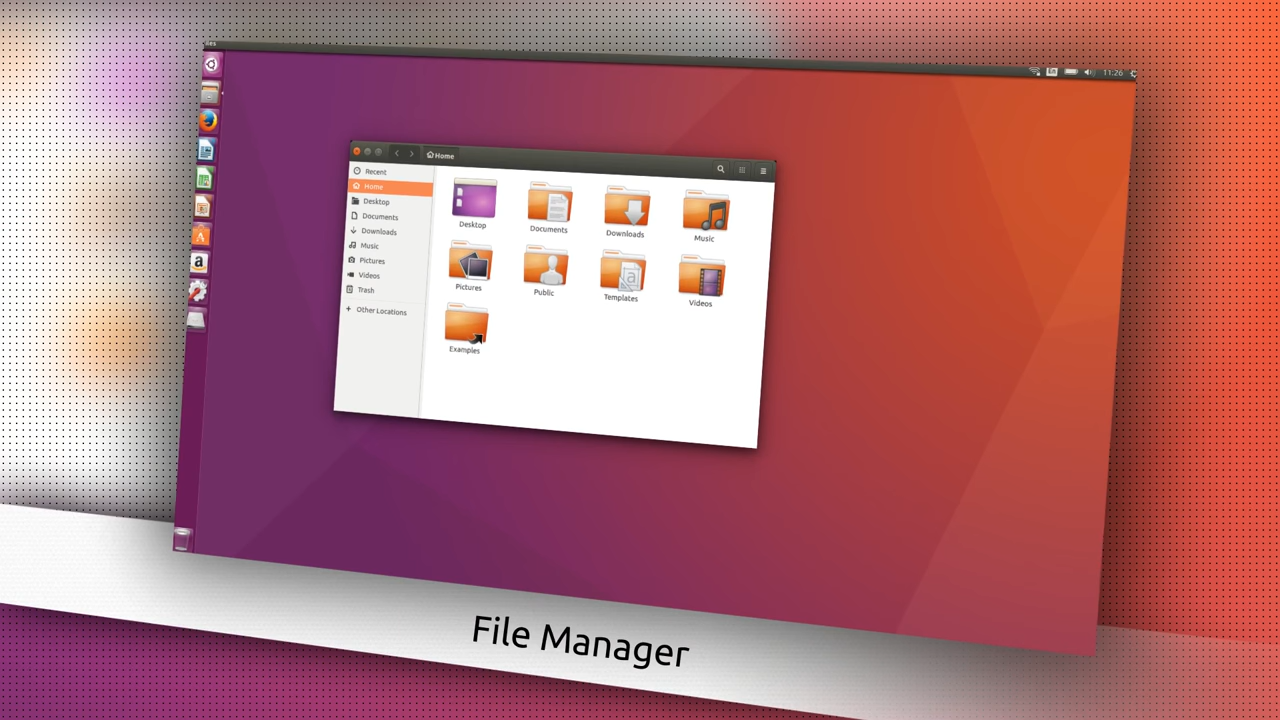 En
11:26
Home
Recent
Home
Desktop
Documents
Downloads
Music
Pictures
Videos
Trash
Other Locations
Desktop
Documents
Downloads
Music
Pictures
Public
Templates
Videos
Examples
File Manager